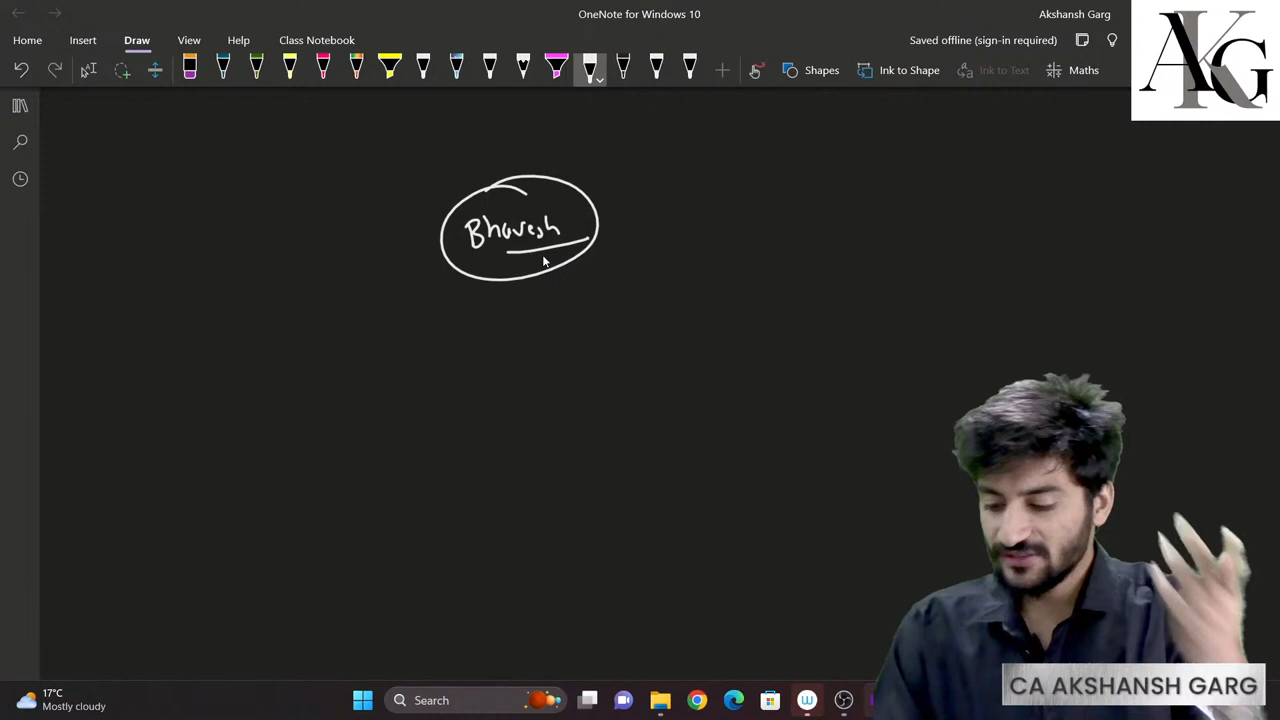 OneNote for Windows 10
Akshansh Garg
Home Insert Draw View Help Class Notebook
Saved offline (sign-in required)
Shapes Ink to Shape Ink to Text Maths
AKG
Bhavesh
CA AKSHANSH GARG
17°C
Mostly cloudy
Search